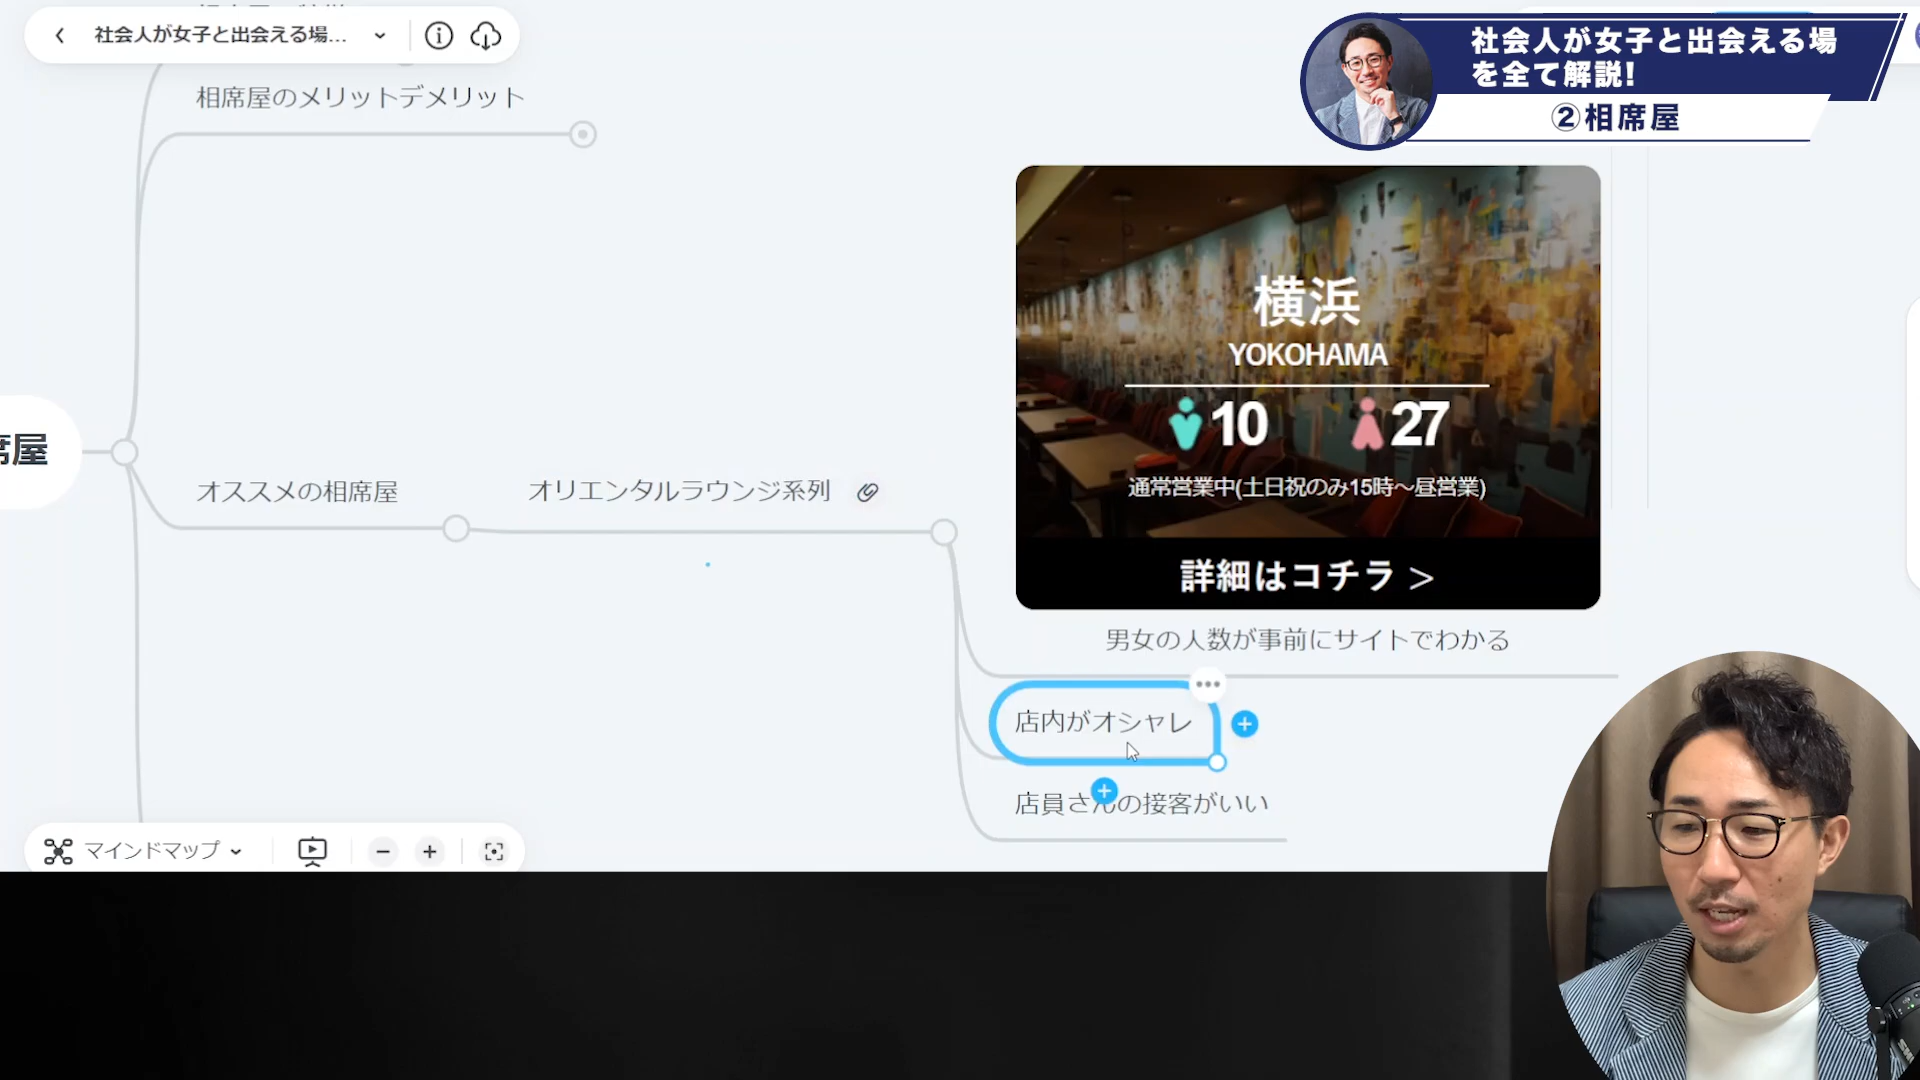 社会人が女子と出会える場...
社会人が女子と出会える場
を全て解説!
②相席屋
相席屋のメリットデメリット
横浜
YOKOHAMA
10 27
通常営業中(土日祝のみ15時〜昼営業)
詳細はコチラ >
男女の人数が事前にサイトでわかる
席屋
オススメの相席屋
オリエンタルラウンジ系列
店内がオシャレ
店員さんの接客がいい
マインドマップ